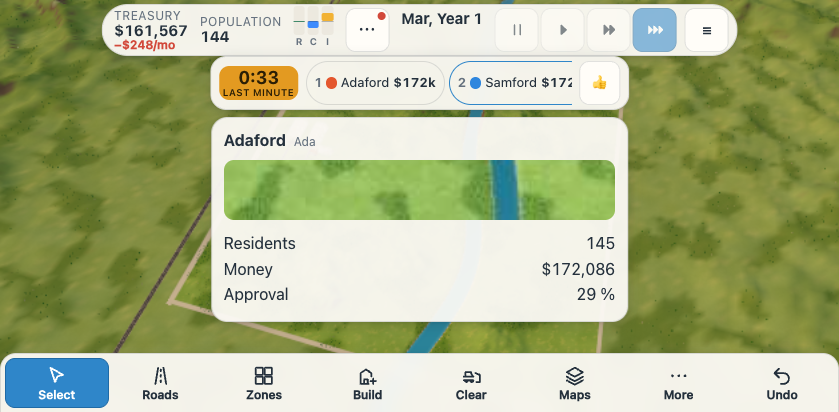 TREASURY
$161,567
−$248/mo
POPULATION
144
R C I
Mar, Year 1
0:33
LAST MINUTE
1 Adaford $172k
2 Samford $172
Adaford Ada
Residents 145
Money $172,086
Approval 29 %
Select
Roads
Zones
Build
Clear
Maps
More
Undo